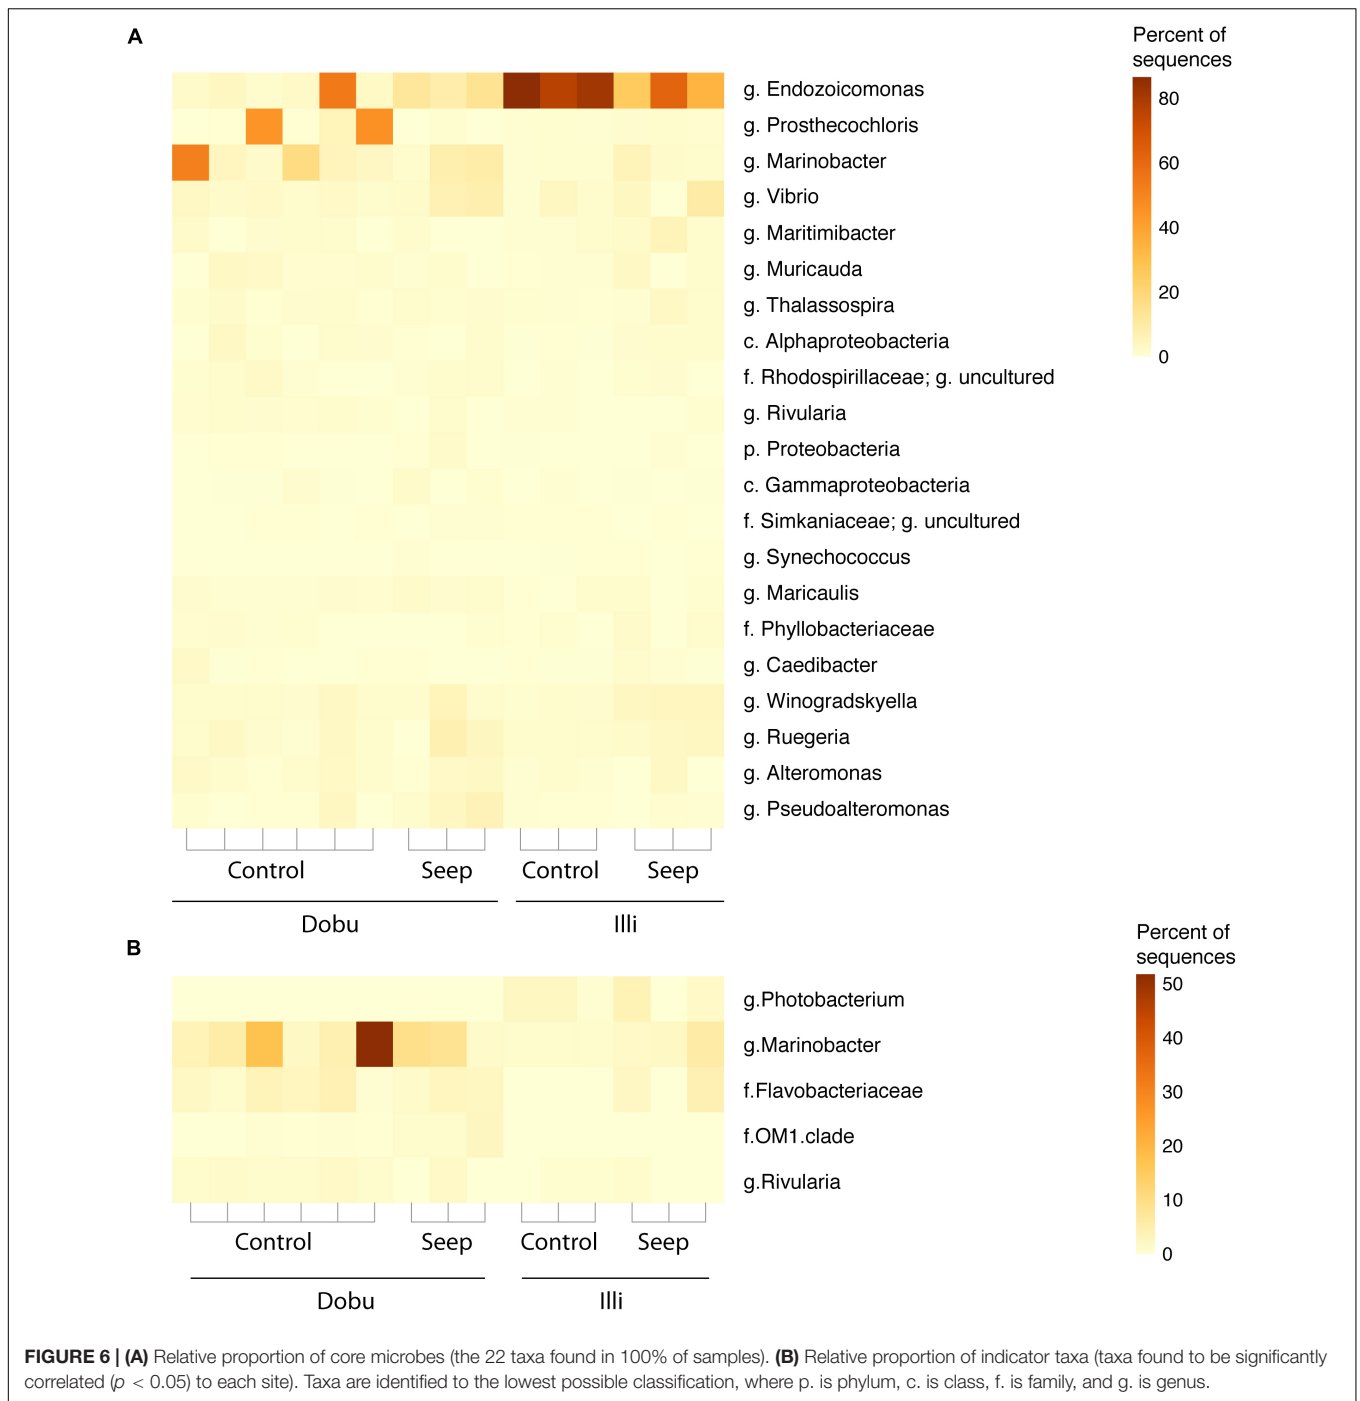 A
Percent of
sequences
g. Endozoicomonas
g. Prosthecochloris
g. Marinobacter
g. Vibrio
g. Maritimibacter
g. Muricauda
g. Thalassospira
c. Alphaproteobacteria
f. Rhodospirillaceae; g. uncultured
g. Rivularia
p. Proteobacteria
c. Gammaproteobacteria
f. Simkaniaceae; g. uncultured
g. Synechococcus
g. Maricaulis
f. Phyllobacteriaceae
g. Caedibacter
g. Winogradskyella
g. Ruegeria
g. Alteromonas
g. Pseudoalteromonas
80
60
40
20
0
Control Seep Control Seep
Dobu Illi
B
Percent of
sequences
g.Photobacterium
g.Marinobacter
f.Flavobacteriaceae
f.OM1.clade
g.Rivularia
50
40
30
20
10
0
Control Seep Control Seep
Dobu Illi
FIGURE 6 | (A) Relative proportion of core microbes (the 22 taxa found in 100% of samples). (B) Relative proportion of indicator taxa (taxa found to be significantly
correlated (p < 0.05) to each site). Taxa are identified to the lowest possible classification, where p. is phylum, c. is class, f. is family, and g. is genus.